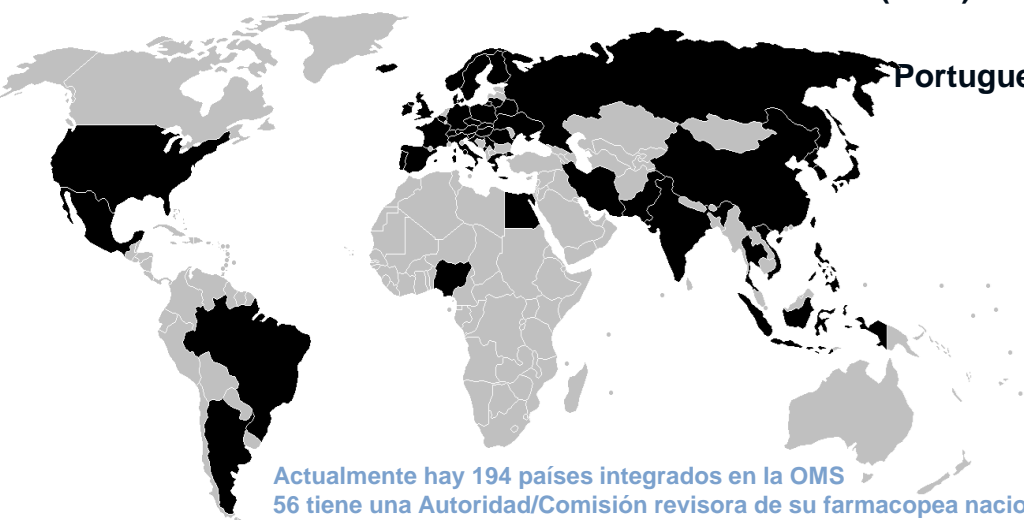 Portugue
Actualmente hay 194 países integrados en la OMS
56 tiene una Autoridad/Comisión revisora de su farmacopea nacio